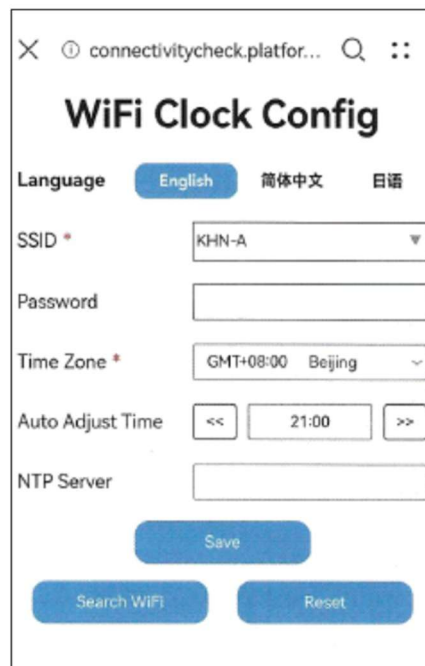 connectivitycheck.platfor...
WiFi Clock Config
Language English 简体中文 日语
SSID * KHN-A
Password
Time Zone * GMT+08:00 Beijing
Auto Adjust Time << 21:00 >>
NTP Server
Save
Search WiFi Reset